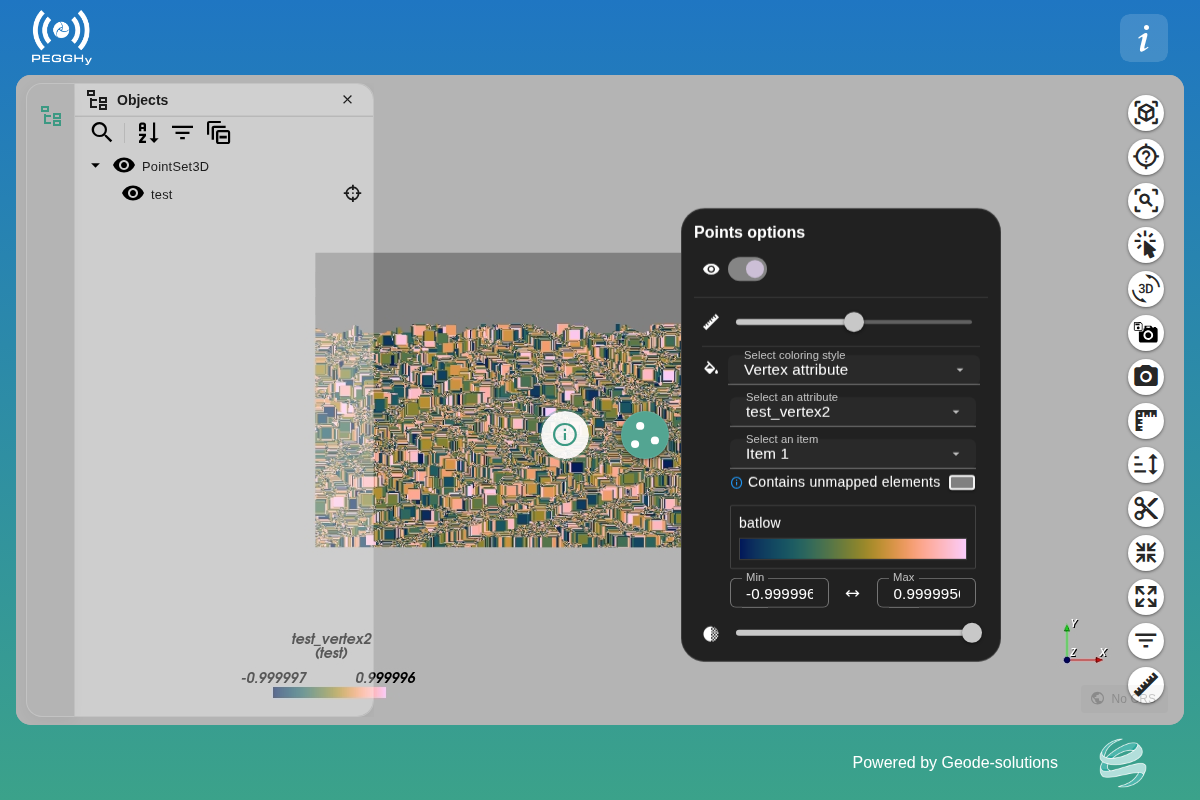 PEGGHy
i
Objects
A
Z
PointSet3D
test
Points options
Select coloring style
Vertex attribute
Select an attribute
test_vertex2
Select an item
Item 1
Contains unmapped elements
batlow
Min
-0.999996
Max
0.9999950
3D
test_vertex2
(test)
-0.999997
0.999996
Y
Z
X
No CRS
Powered by Geode-solutions